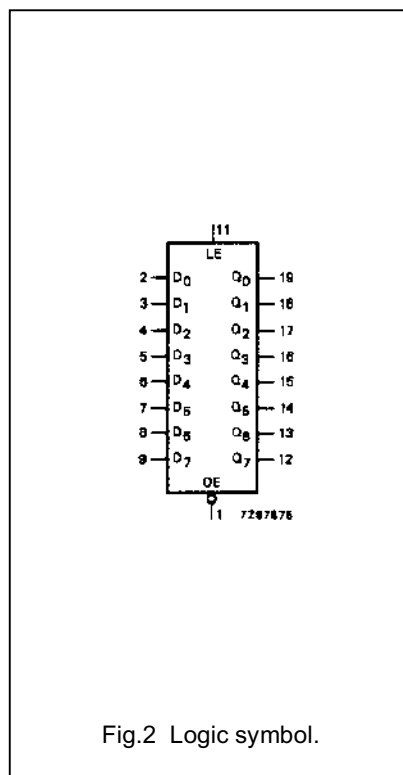 11
LE
2 D0 Q0 19
3 D1 Q1 18
4 D2 Q2 17
5 D3 Q3 16
6 D4 Q4 15
7 D5 Q5 14
8 D6 Q6 13
9 D7 Q7 12
OE
1
Fig.2 Logic symbol.